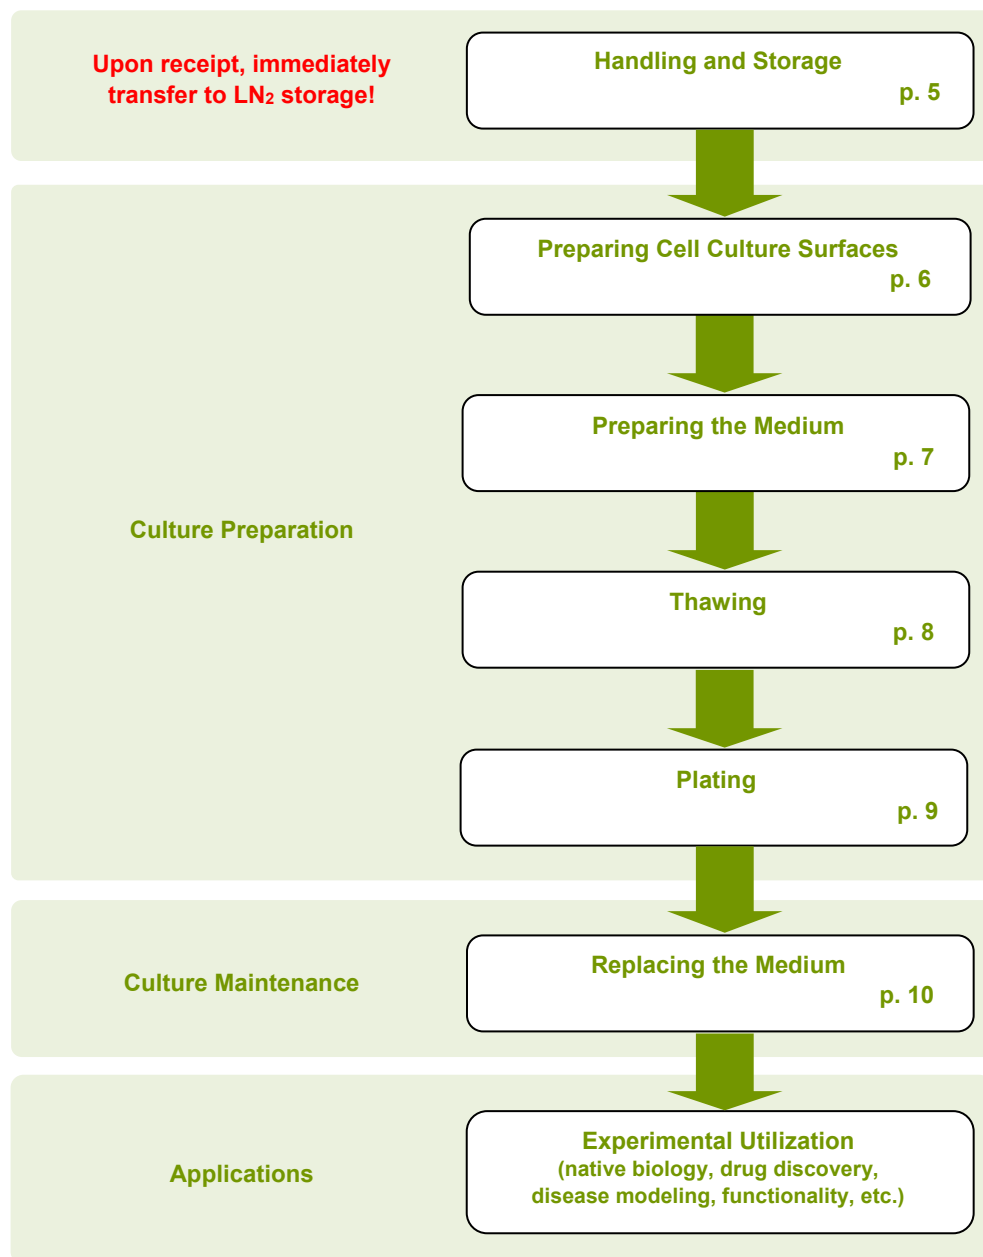 Upon receipt, immediately
transfer to LN₂ storage!
Handling and Storage
p. 5
Culture Preparation
Preparing Cell Culture Surfaces
p. 6
Preparing the Medium
p. 7
Thawing
p. 8
Plating
p. 9
Culture Maintenance
Replacing the Medium
p. 10
Applications
Experimental Utilization
(native biology, drug discovery,
disease modeling, functionality, etc.)